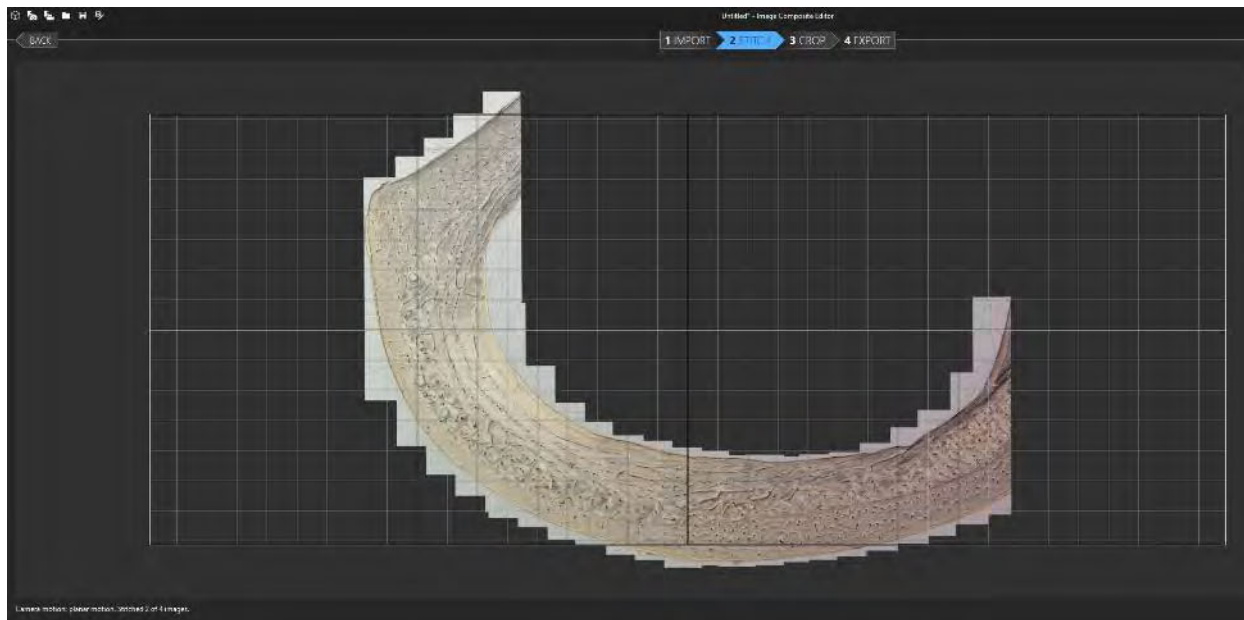 Untitled* - Image Composite Editor
BACK
1 IMPORT
2 STITCH
3 CROP
4 EXPORT
Camera motion: planar motion. Stitched 2 of 4 images.